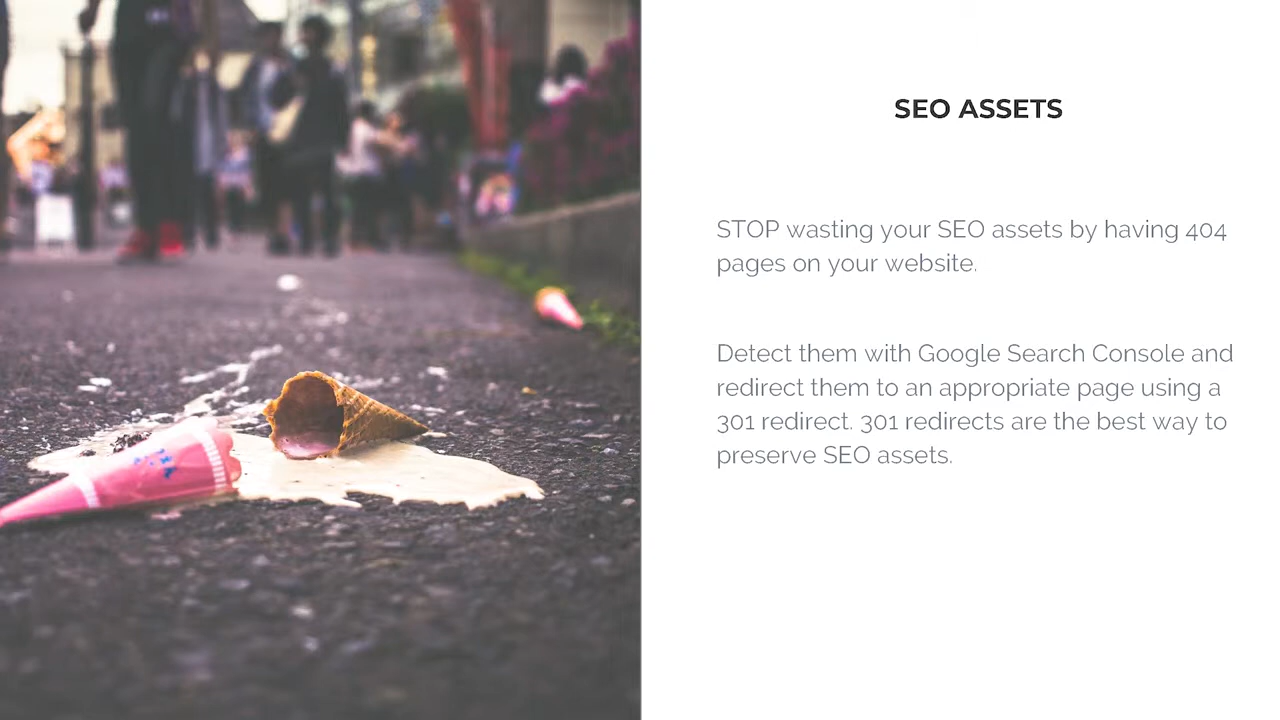 SEO ASSETS
STOP wasting your SEO assets by having 404
pages on your website.
Detect them with Google Search Console and
redirect them to an appropriate page using a
301 redirect. 301 redirects are the best way to
preserve SEO assets.